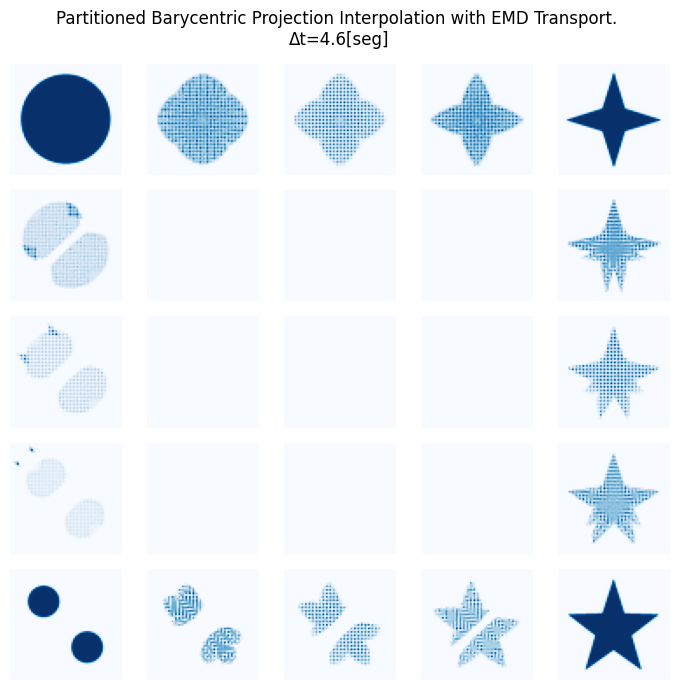 Partitioned Barycentric Projection Interpolation with EMD Transport.
Δt=4.6[seg]